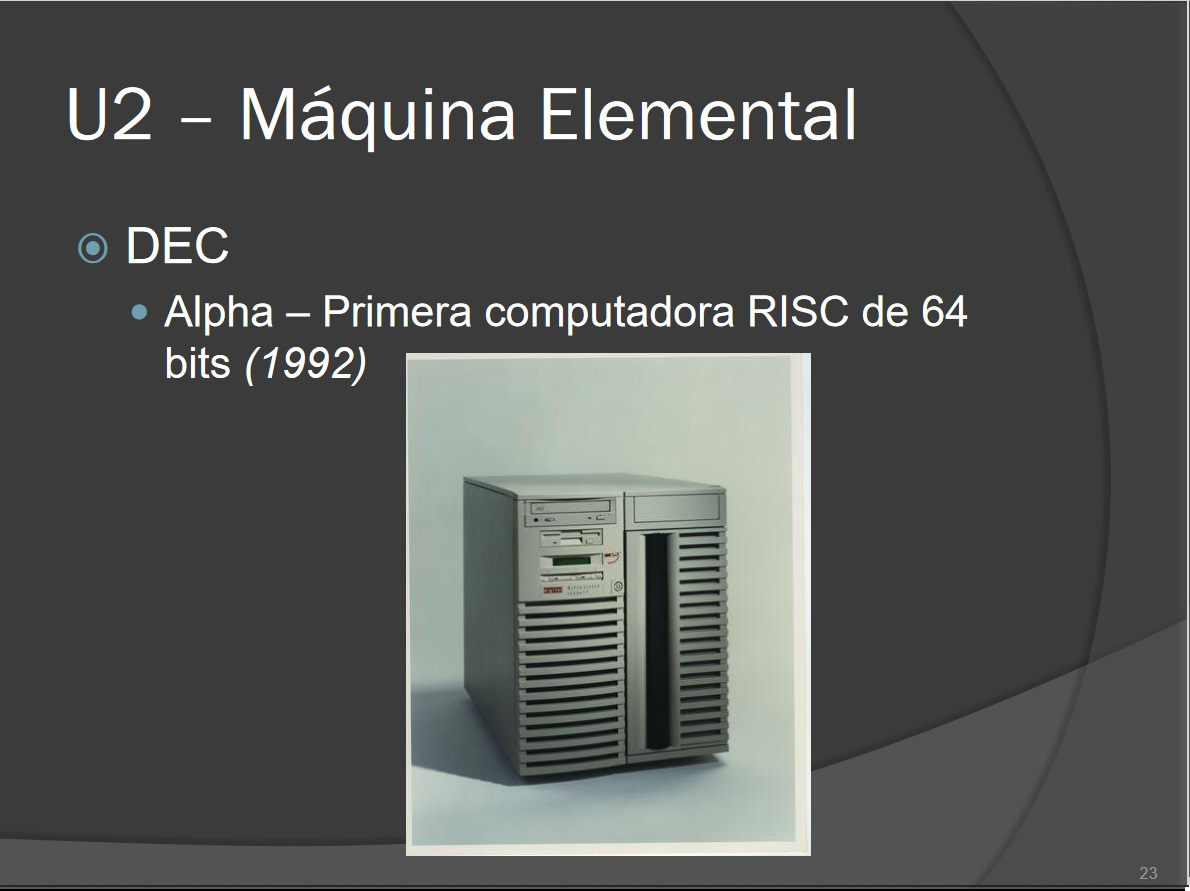 U2 – Máquina Elemental
DEC
Alpha – Primera computadora RISC de 64
bits (1992)
23